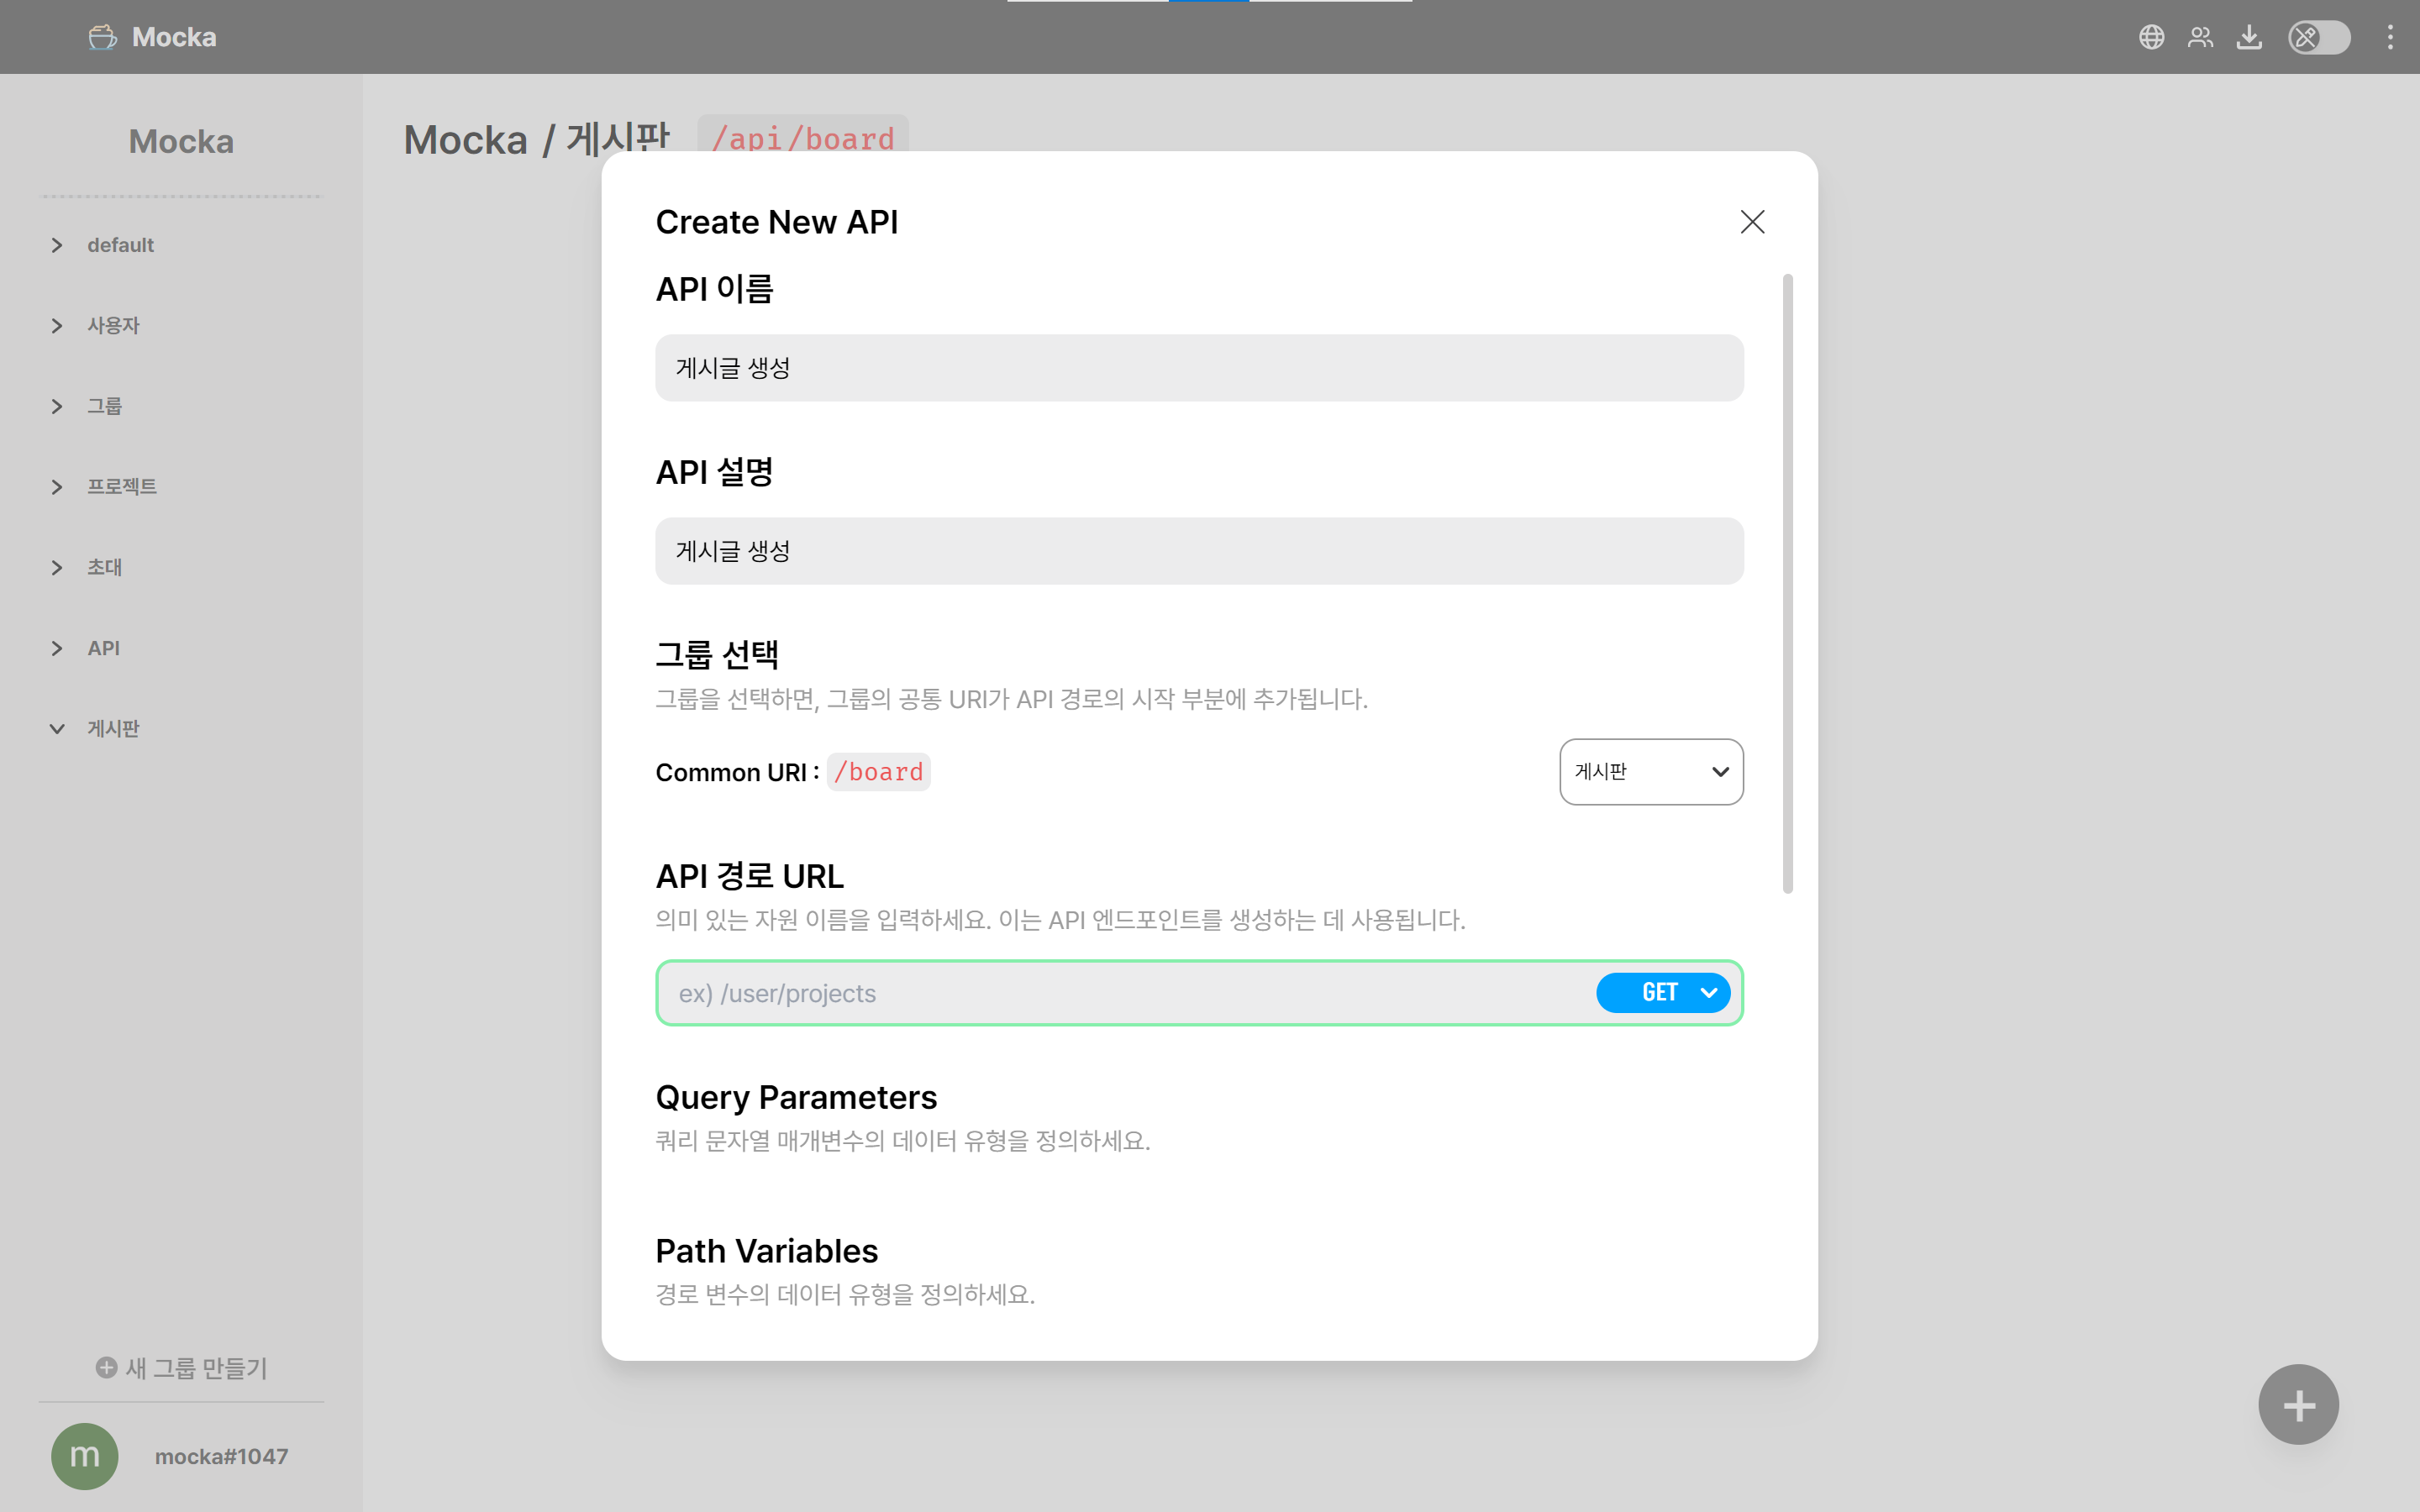 Mocka
Mocka
default
사용자
그룹
프로젝트
초대
API
게시판
새 그룹 만들기
m
mocka#1047
Mocka / 게시판 /api/board
Create New API
API 이름
게시글 생성
API 설명
게시글 생성
그룹 선택
그룹을 선택하면, 그룹의 공통 URI가 API 경로의 시작 부분에 추가됩니다.
Common URI : /board
게시판
API 경로 URL
의미 있는 자원 이름을 입력하세요. 이는 API 엔드포인트를 생성하는 데 사용됩니다.
ex) /user/projects
GET
Query Parameters
쿼리 문자열 매개변수의 데이터 유형을 정의하세요.
Path Variables
경로 변수의 데이터 유형을 정의하세요.